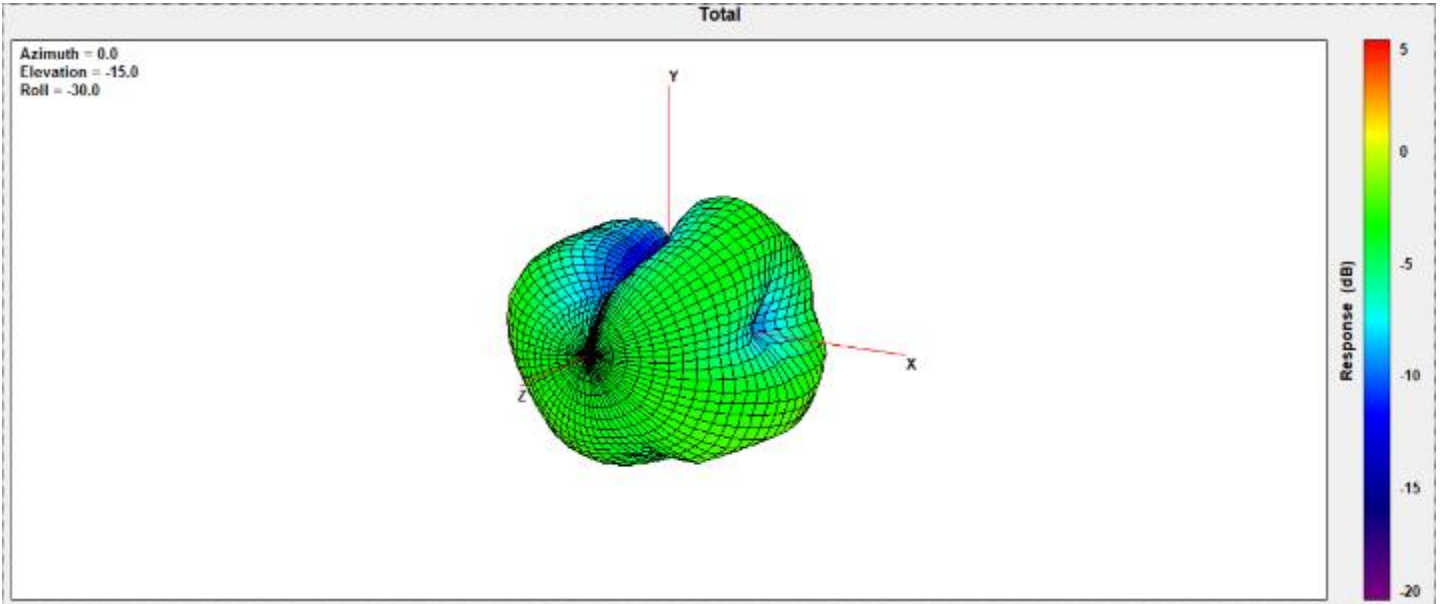 Total
Azimuth = 0.0
Elevation = -15.0
Roll = -30.0
Y
X
Z
5
0
-5
-10
-15
-20
Response (dB)